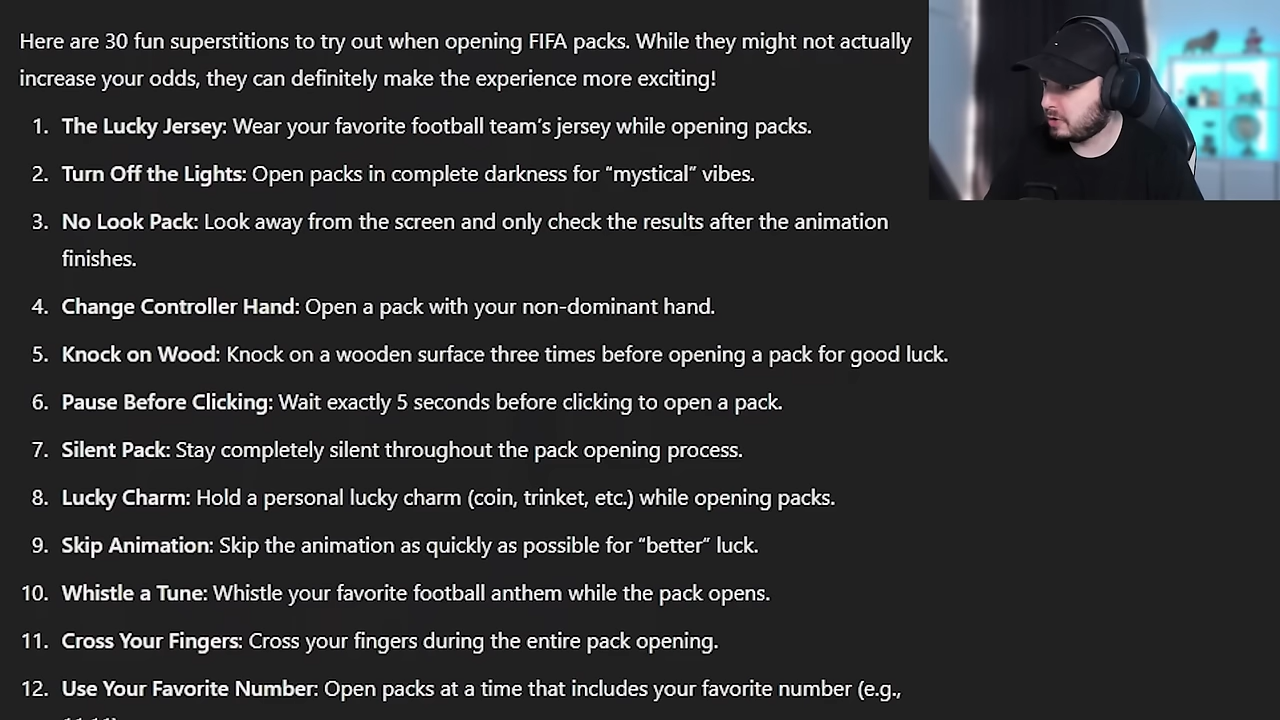 Here are 30 fun superstitions to try out when opening FIFA packs. While they might not actually
increase your odds, they can definitely make the experience more exciting!
1. The Lucky Jersey: Wear your favorite football team's jersey while opening packs.
2. Turn Off the Lights: Open packs in complete darkness for “mystical” vibes.
3. No Look Pack: Look away from the screen and only check the results after the animation
finishes.
4. Change Controller Hand: Open a pack with your non-dominant hand.
5. Knock on Wood: Knock on a wooden surface three times before opening a pack for good luck.
6. Pause Before Clicking: Wait exactly 5 seconds before clicking to open a pack.
7. Silent Pack: Stay completely silent throughout the pack opening process.
8. Lucky Charm: Hold a personal lucky charm (coin, trinket, etc.) while opening packs.
9. Skip Animation: Skip the animation as quickly as possible for “better” luck.
10. Whistle a Tune: Whistle your favorite football anthem while the pack opens.
11. Cross Your Fingers: Cross your fingers during the entire pack opening.
12. Use Your Favorite Number: Open packs at a time that includes your favorite number (e.g.,